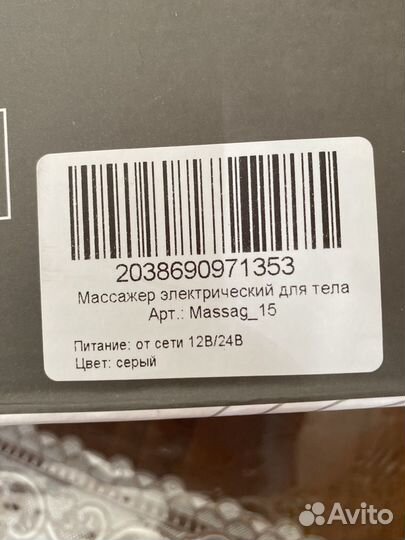 2038690971353
Массажер электрический для тела
Арт.: Massag_15
Питание: от сети 12В/24В
Цвет: серый
Avito